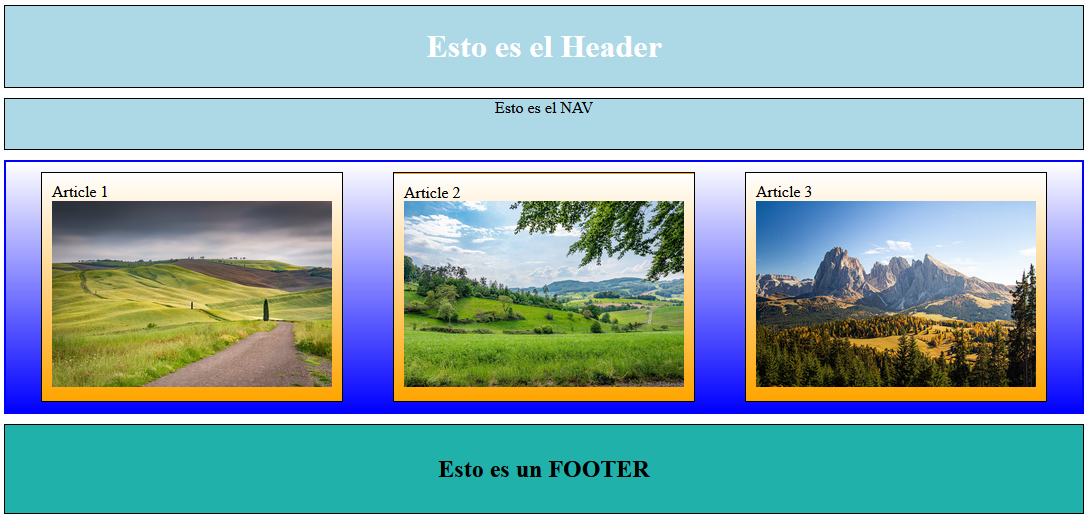 Esto es el Header
Esto es el NAV
Article 1
Article 2
Article 3
Esto es un FOOTER